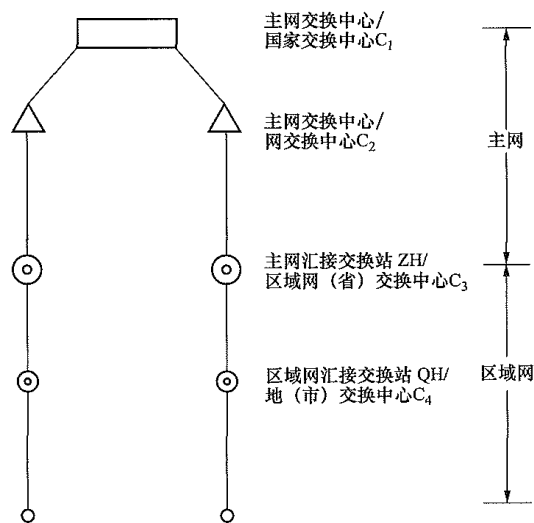 主网交换中心/
国家交换中心C₁
主网交换中心/
网交换中心C₂
主网
主网汇接交换站 ZH/
区域网（省）交换中心C₃
区域网汇接交换站 QH/
地（市）交换中心C₄
区域网